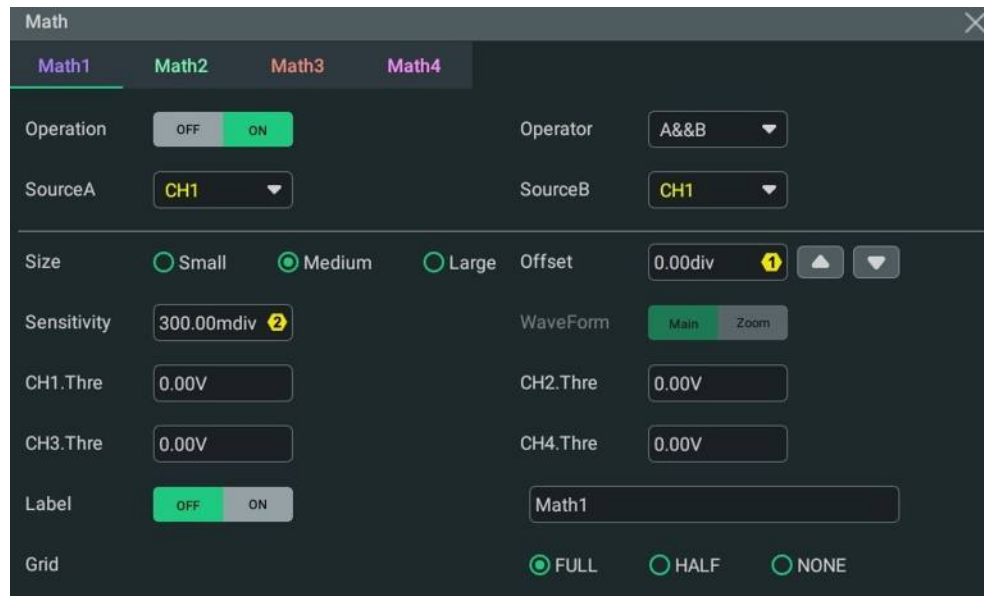 Math
Math1 Math2 Math3 Math4
Operation OFF ON Operator A&&B
SourceA CH1 SourceB CH1
Size Small Medium Large Offset 0.00div 1
Sensitivity 300.00mdiv 2 WaveForm Main Zoom
CH1.Thre 0.00V CH2.Thre 0.00V
CH3.Thre 0.00V CH4.Thre 0.00V
Label OFF ON Math1
Grid FULL HALF NONE